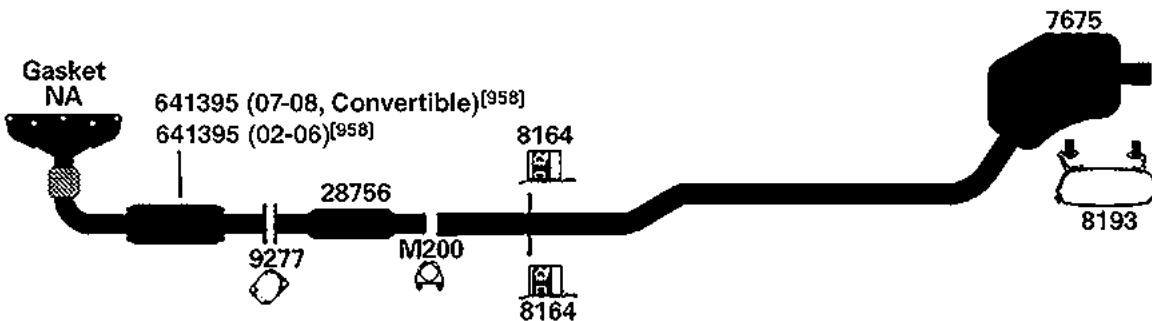 7675
Gasket
NA
641395 (07-08, Convertible)[958]
641395 (02-06)[958]
8164
28756
8193
9277
M200
8164